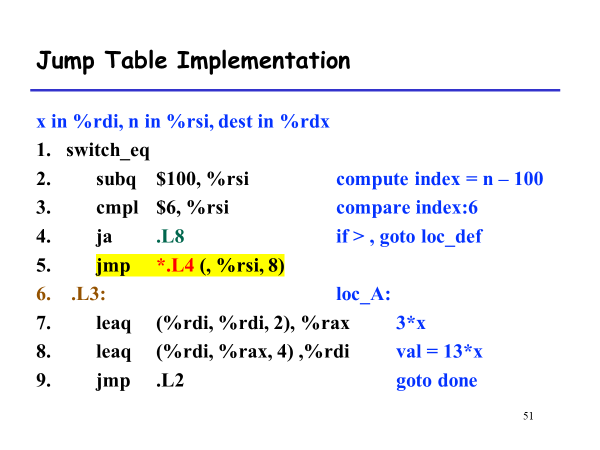 Jump Table Implementation
x in %rdi, n in %rsi, dest in %rdx
1. switch_eq
2. subq $100, %rsi compute index = n – 100
3. cmpl $6, %rsi compare index:6
4. ja .L8 if > , goto loc_def
5. jmp *.L4 (, %rsi, 8)
6. .L3: loc_A:
7. leaq (%rdi, %rdi, 2), %rax 3*x
8. leaq (%rdi, %rax, 4) ,%rdi val = 13*x
9. jmp .L2 goto done
51